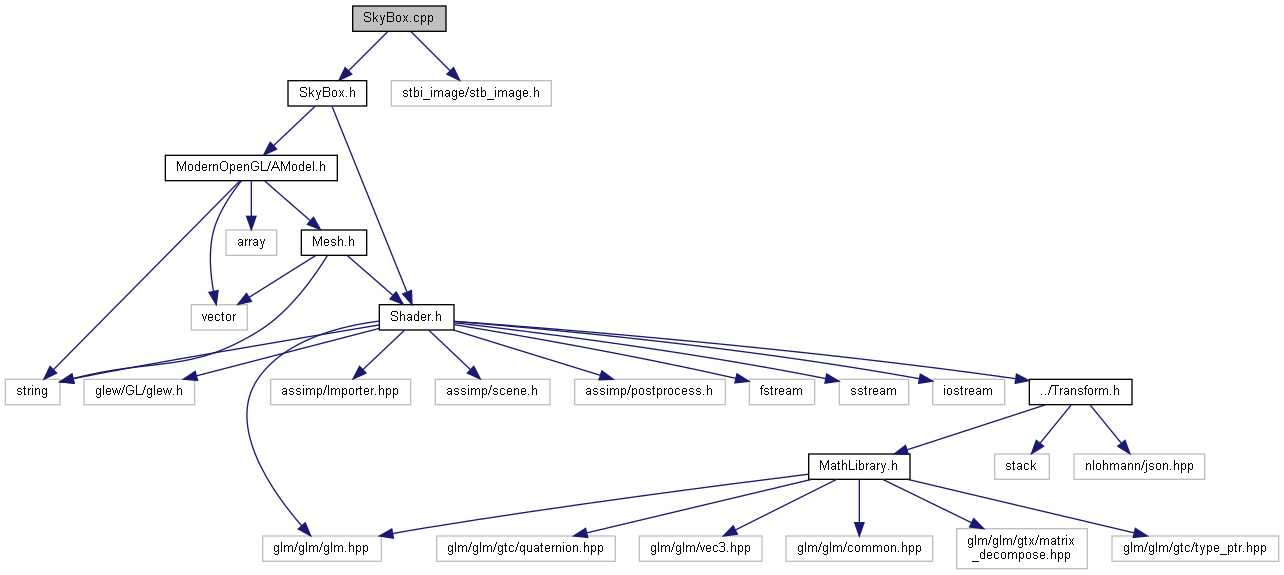 SkyBox.cpp
SkyBox.h
stbi_image/stb_image.h
ModernOpenGL/AModel.h
array
Mesh.h
vector
Shader.h
string
glew/GL/glew.h
assimp/Importer.hpp
assimp/scene.h
assimp/postprocess.h
fstream
sstream
iostream
../Transform.h
MathLibrary.h
stack
nlohmann/json.hpp
glm/glm/glm.hpp
glm/glm/gtc/quaternion.hpp
glm/glm/vec3.hpp
glm/glm/common.hpp
glm/glm/gtx/matrix
_decompose.hpp
glm/glm/gtc/type_ptr.hpp